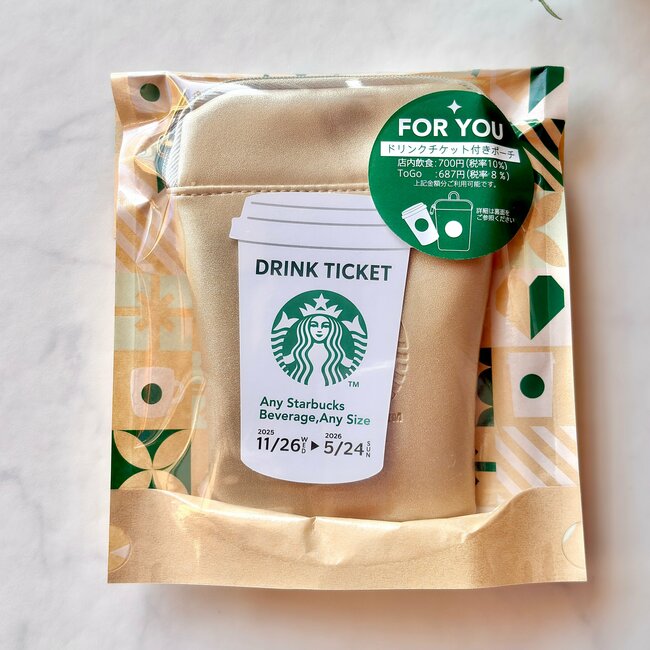 FOR YOU
ドリンクチケット付きポーチ
店内飲食:700円(税率10%)
ToGo :687円(税率 8%)
上記金額分ご利用可能です。
詳細は裏面を
ご参照ください
DRINK TICKET
TM
Any Starbucks
Beverage,Any Size
2025 2026
11/26 WED ▶ 5/24 SUN